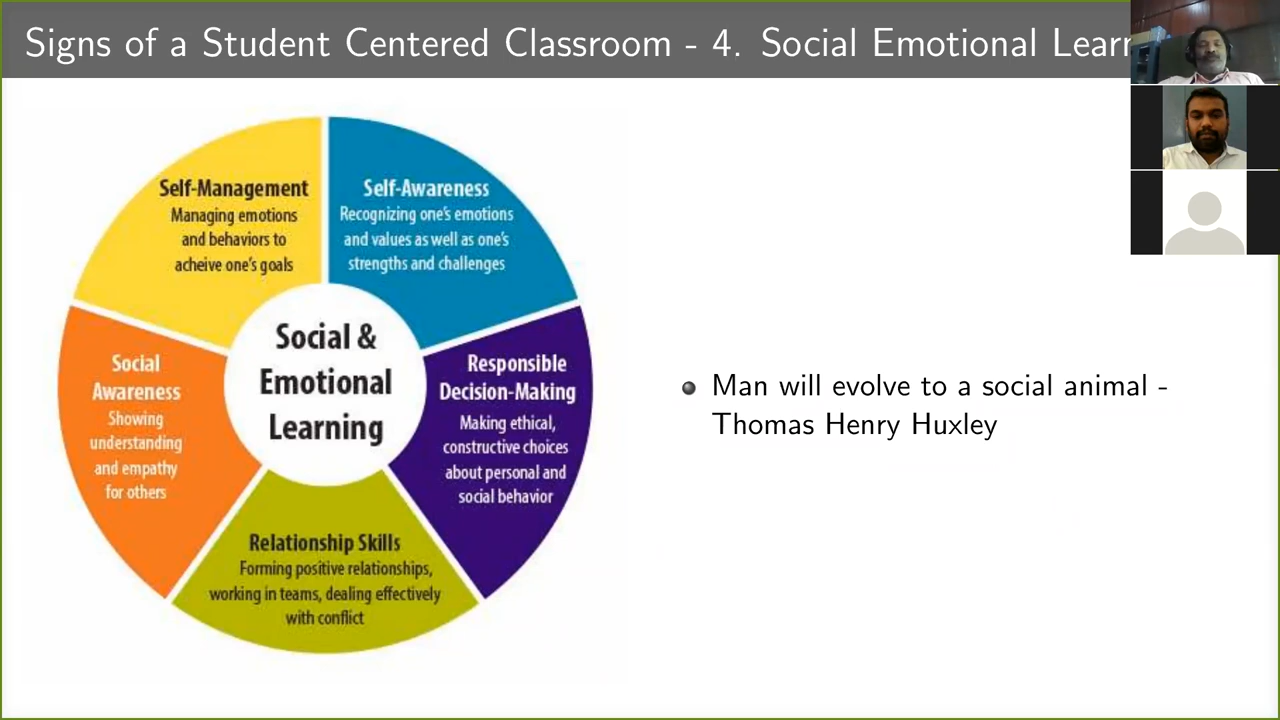 Signs of a Student Centered Classroom - 4. Social Emotional Learn
Self-Management
Managing emotions
and behaviors to
acheive one's goals
Self-Awareness
Recognizing one's emotions
and values as well as one's
strengths and challenges
Social &
Emotional
Learning
Social
Awareness
Showing
understanding
and empathy
for others
Responsible
Decision-Making
Making ethical,
constructive choices
about personal and
social behavior
Relationship Skills
Forming positive relationships,
working in teams, dealing effectively
with conflict
Man will evolve to a social animal -
Thomas Henry Huxley